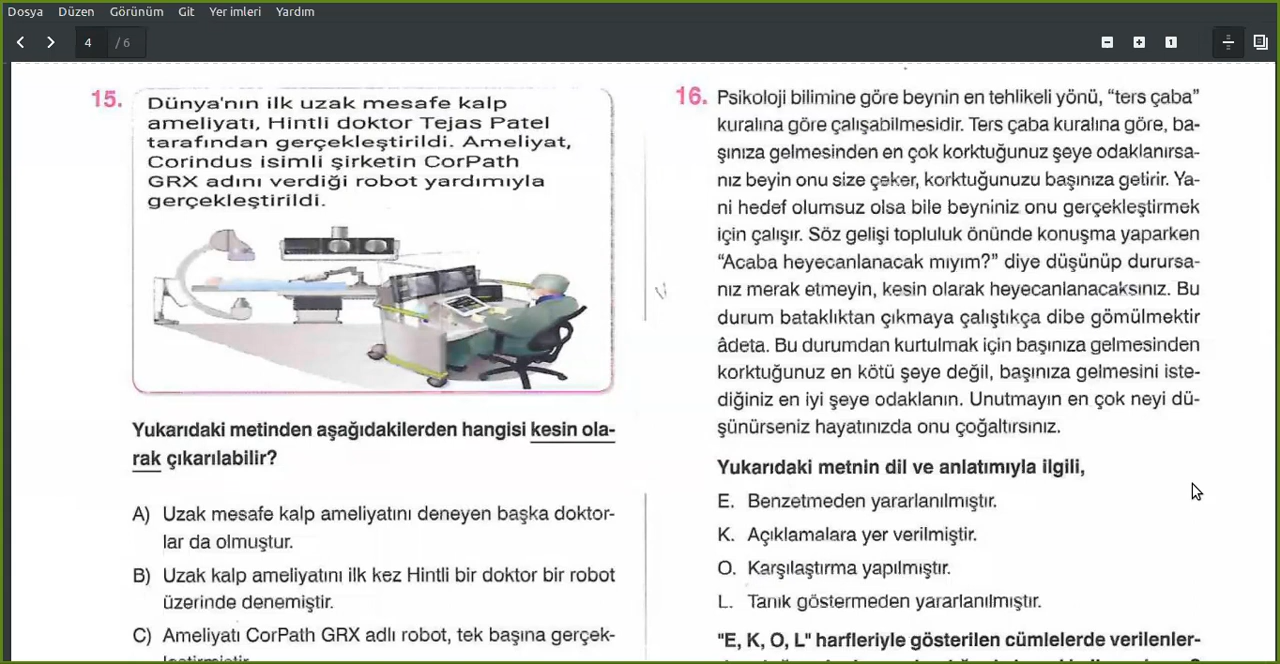 Dosya Düzen Görünüm Git Yer imleri Yardım
4 / 6
15.
Dünya'nın ilk uzak mesafe kalp
ameliyatı, Hintli doktor Tejas Patel
tarafından gerçekleştirildi. Ameliyat,
Corindus isimli şirketin CorPath
GRX adını verdiği robot yardımıyla
gerçekleştirildi.
Yukarıdaki metinden aşağıdakilerden hangisi kesin ola-
rak çıkarılabilir?
A) Uzak mesafe kalp ameliyatını deneyen başka doktor-
lar da olmuştur.
B) Uzak kalp ameliyatını ilk kez Hintli bir doktor bir robot
üzerinde denemiştir.
C) Ameliyatı CorPath GRX adlı robot, tek başına gerçek-
leştirmiştir.
16. Psikoloji bilimine göre beynin en tehlikeli yönü, “ters çaba”
kuralına göre çalışabilmesidir. Ters çaba kuralına göre, ba-
şınıza gelmesinden en çok korktuğunuz şeye odaklanırsa-
nız beyin onu size çeker, korktuğunuzu başınıza getirir. Ya-
ni hedef olumsuz olsa bile beyniniz onu gerçekleştirmek
için çalışır. Söz gelişi topluluk önünde konuşma yaparken
“Acaba heyecanlanacak mıyım?” diye düşünüp durursa-
nız merak etmeyin, kesin olarak heyecanlanacaksınız. Bu
durum bataklıktan çıkmaya çalıştıkça dibe gömülmektir
âdeta. Bu durumdan kurtulmak için başınıza gelmesinden
korktuğunuz en kötü şeye değil, başınıza gelmesini iste-
diğiniz en iyi şeye odaklanın. Unutmayın en çok neyi dü-
şünürseniz hayatınızda onu çoğaltırsınız.
Yukarıdaki metnin dil ve anlatımıyla ilgili,
E. Benzetmeden yararlanılmıştır.
K. Açıklamalara yer verilmiştir.
O. Karşılaştırma yapılmıştır.
L. Tanık göstermeden yararlanılmıştır.
"E, K, O, L" harfleriyle gösterilen cümlelerde verilenler-